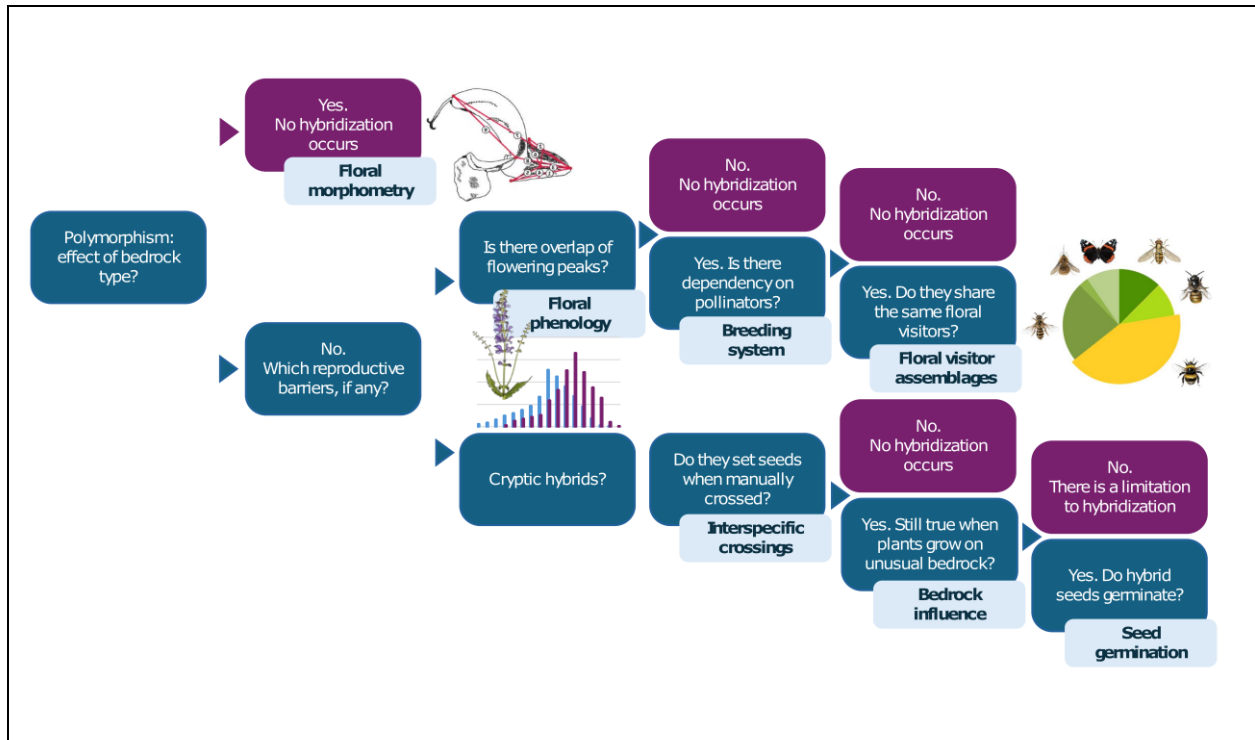 Polymorphism:
effect of bedrock
type?
Yes.
No hybridization
occurs
Floral
morphometry
No.
Which reproductive
barriers, if any?
Is there overlap of
flowering peaks?
Floral
phenology
Cryptic hybrids?
No.
No hybridization
occurs
Yes. Is there
dependency on
pollinators?
Breeding
system
No.
No hybridization
occurs
Yes. Do they share
the same floral
visitors?
Floral visitor
assemblages
Do they set seeds
when manually
crossed?
Interspecific
crossings
No.
No hybridization
occurs
Yes. Still true when
plants grow on
unusual bedrock?
Bedrock
influence
No.
There is a limitation
to hybridization
Yes. Do hybrid
seeds germinate?
Seed
germination